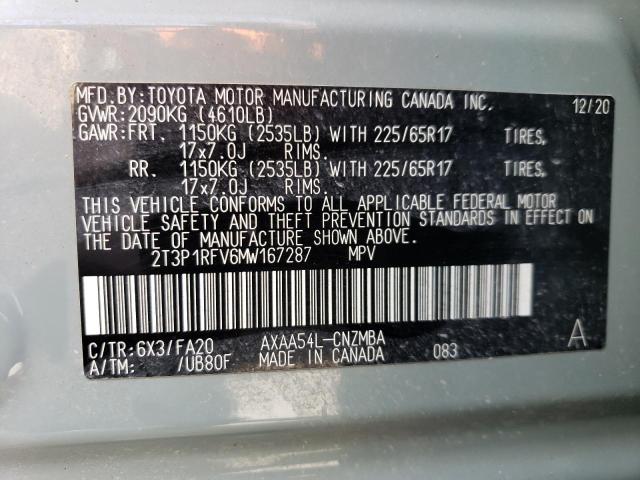 MFD.BY:TOYOTA MOTOR MANUFACTURING CANADA INC. 12/20
GVWR:2090KG (4610LB)
GAWR:FRT. 1150KG (2535LB) WITH 225/65R17 TIRES,
17x7.0J RIMS.
RR. 1150KG (2535LB) WITH 225/65R17 TIRES,
17x7.0J RIMS.
THIS VEHICLE CONFORMS TO ALL APPLICABLE FEDERAL MOTOR
VEHICLE SAFETY AND THEFT PREVENTION STANDARDS IN EFFECT ON
THE DATE OF MANUFACTURE SHOWN ABOVE.
2T3P1RFV6MW167287 MPV
C/TR:6X3/FA20 AXAA54L-CNZMBA A
A/TM: /UB80F MADE IN CANADA 083